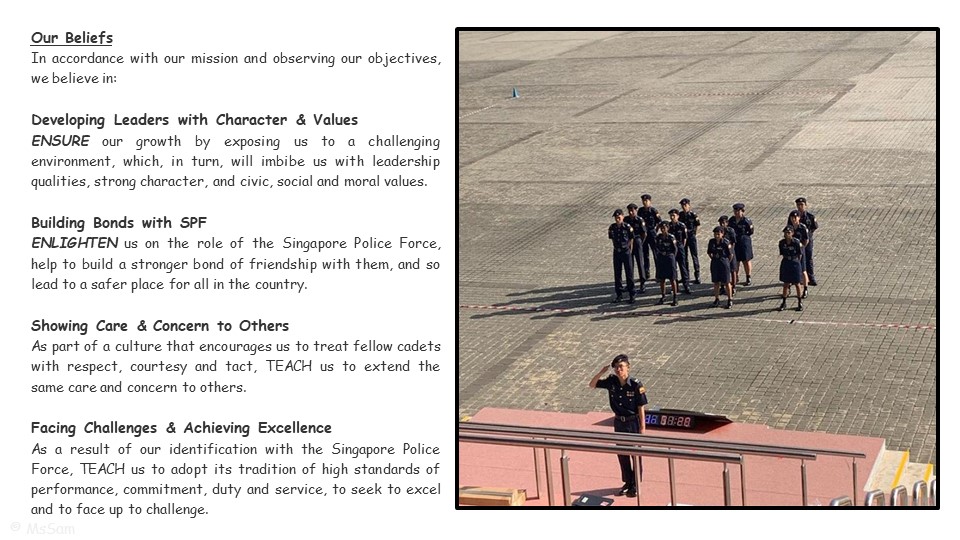 Our Beliefs
In accordance with our mission and observing our objectives,
we believe in:
Developing Leaders with Character & Values
ENSURE our growth by exposing us to a challenging
environment, which, in turn, will imbibe us with leadership
qualities, strong character, and civic, social and moral values.
Building Bonds with SPF
ENLIGHTEN us on the role of the Singapore Police Force,
help to build a stronger bond of friendship with them, and so
lead to a safer place for all in the country.
Showing Care & Concern to Others
As part of a culture that encourages us to treat fellow cadets
with respect, courtesy and tact, TEACH us to extend the
same care and concern to others.
Facing Challenges & Achieving Excellence
As a result of our identification with the Singapore Police
Force, TEACH us to adopt its tradition of high standards of
performance, commitment, duty and service, to seek to excel
and to face up to challenge.
© MsSam